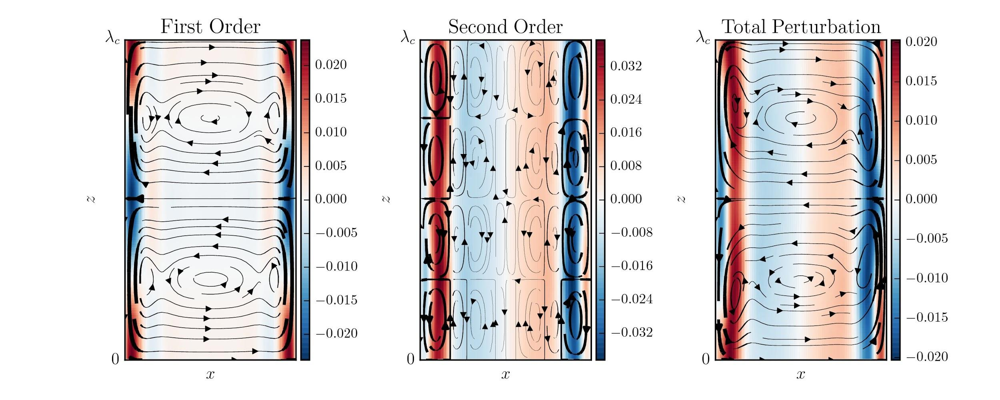 First Order
λc
z
0
x
0.020
0.015
0.010
0.005
0.000
−0.005
−0.010
−0.015
−0.020
Second Order
λc
z
0
x
0.032
0.024
0.016
0.008
0.000
−0.008
−0.016
−0.024
−0.032
Total Perturbation
λc
z
0
x
0.020
0.015
0.010
0.005
0.000
−0.005
−0.010
−0.015
−0.020